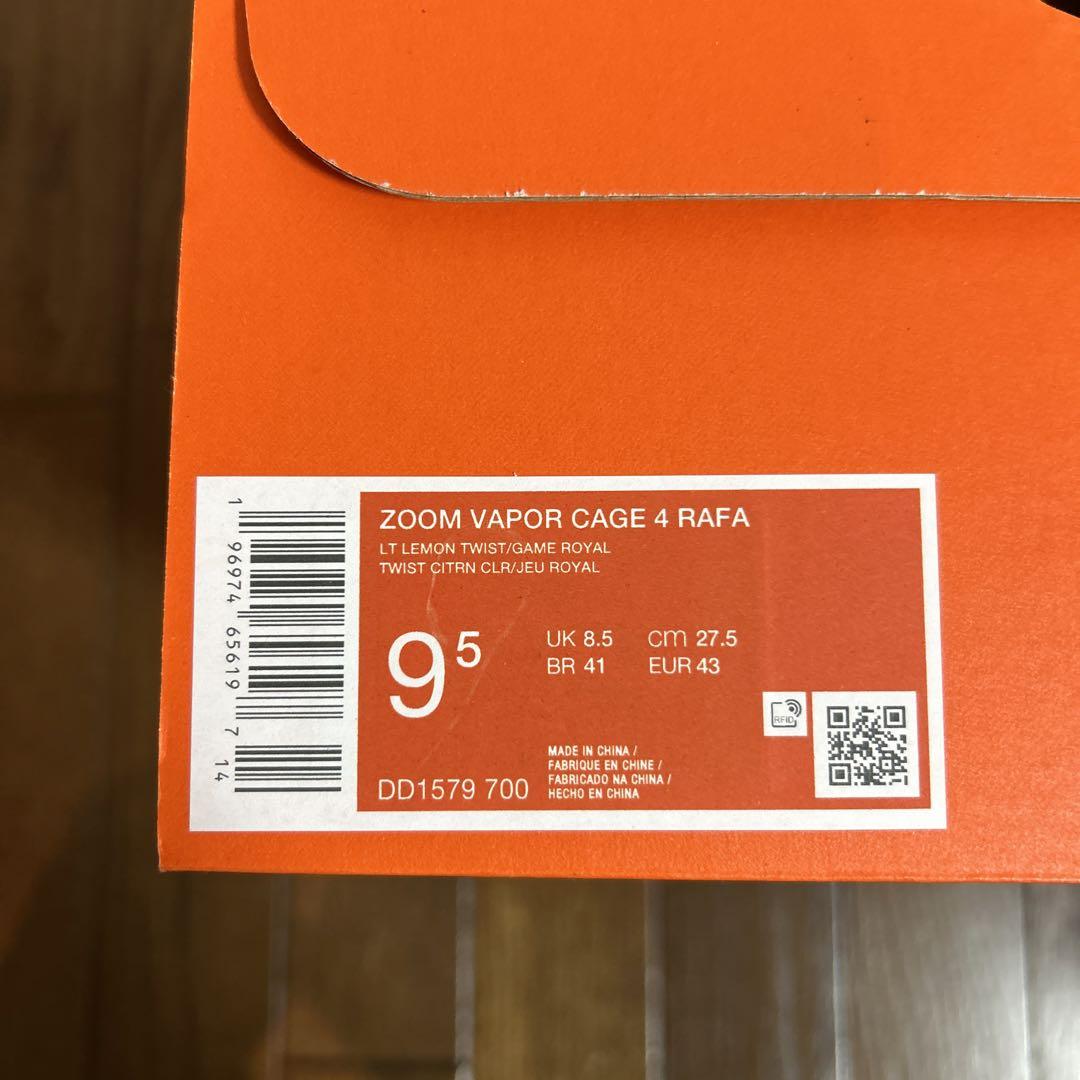 ZOOM VAPOR CAGE 4 RAFA
LT LEMON TWIST/GAME ROYAL
TWIST CITRN CLR/JEU ROYAL
9 5
UK 8.5 cm 27.5
BR 41 EUR 43
RFID
MADE IN CHINA /
FABRIQUE EN CHINE /
FABRICADO NA CHINA /
HECHO EN CHINA
DD1579 700
1 96974 65619 7 14